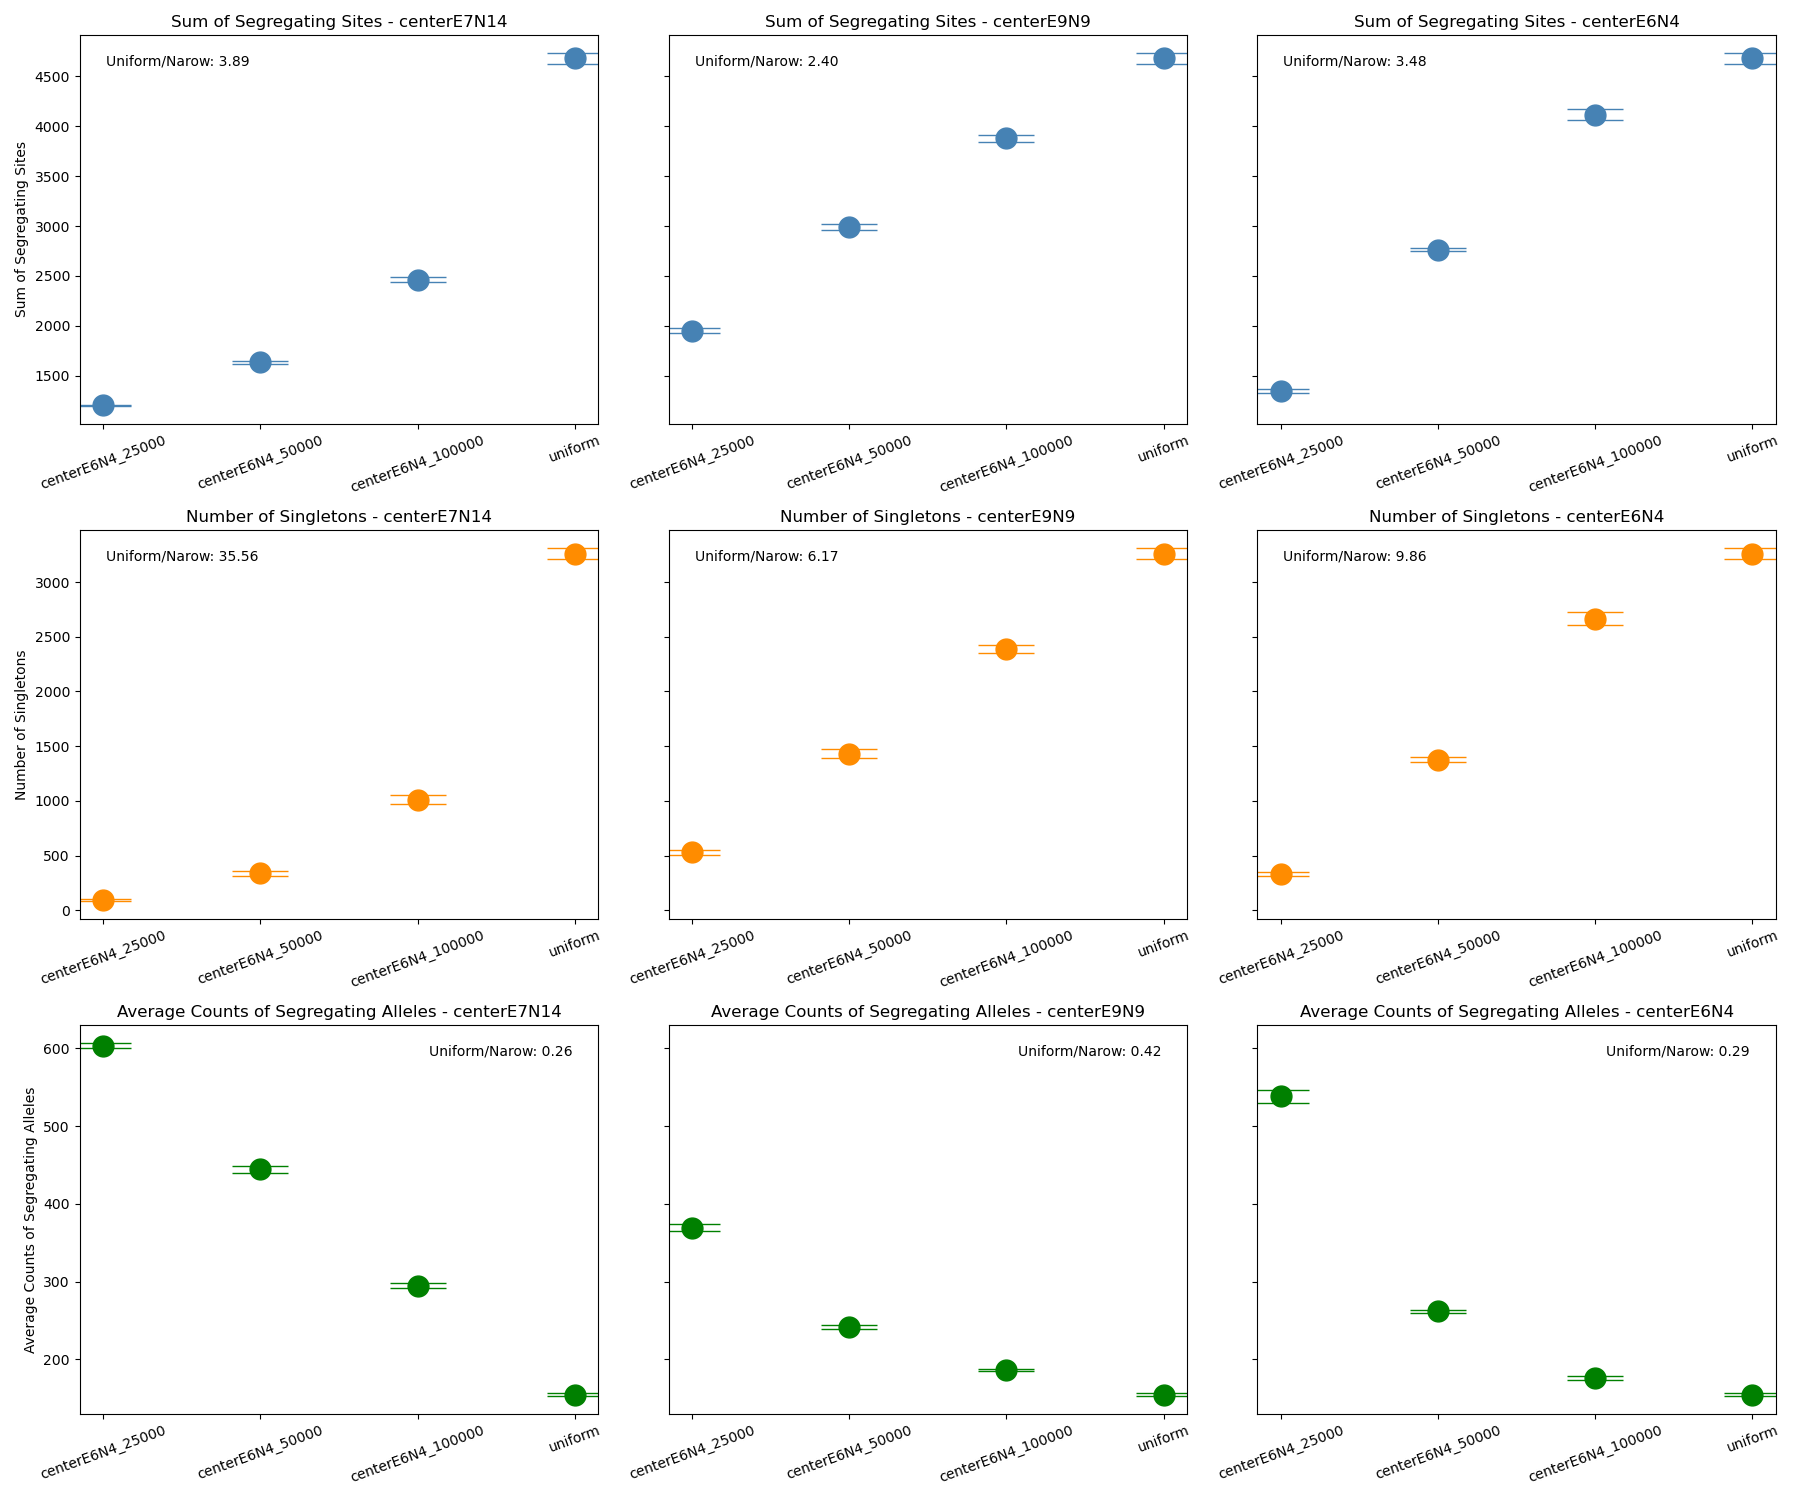 Sum of Segregating Sites - centerE7N14
Sum of Segregating Sites - centerE9N9
Sum of Segregating Sites - centerE6N4
Uniform/Narow: 3.89
Uniform/Narow: 2.40
Uniform/Narow: 3.48
Sum of Segregating Sites
4500
4000
3500
3000
2500
2000
1500
centerE6N4_25000
centerE6N4_50000
centerE6N4_100000
uniform
centerE6N4_25000
centerE6N4_50000
centerE6N4_100000
uniform
centerE6N4_25000
centerE6N4_50000
centerE6N4_100000
uniform
Number of Singletons - centerE7N14
Number of Singletons - centerE9N9
Number of Singletons - centerE6N4
Uniform/Narow: 35.56
Uniform/Narow: 6.17
Uniform/Narow: 9.86
Number of Singletons
3000
2500
2000
1500
1000
500
0
centerE6N4_25000
centerE6N4_50000
centerE6N4_100000
uniform
centerE6N4_25000
centerE6N4_50000
centerE6N4_100000
uniform
centerE6N4_25000
centerE6N4_50000
centerE6N4_100000
uniform
Average Counts of Segregating Alleles - centerE7N14
Average Counts of Segregating Alleles - centerE9N9
Average Counts of Segregating Alleles - centerE6N4
Uniform/Narow: 0.26
Uniform/Narow: 0.42
Uniform/Narow: 0.29
Average Counts of Segregating Alleles
600
500
400
300
200
centerE6N4_25000
centerE6N4_50000
centerE6N4_100000
uniform
centerE6N4_25000
centerE6N4_50000
centerE6N4_100000
uniform
centerE6N4_25000
centerE6N4_50000
centerE6N4_100000
uniform